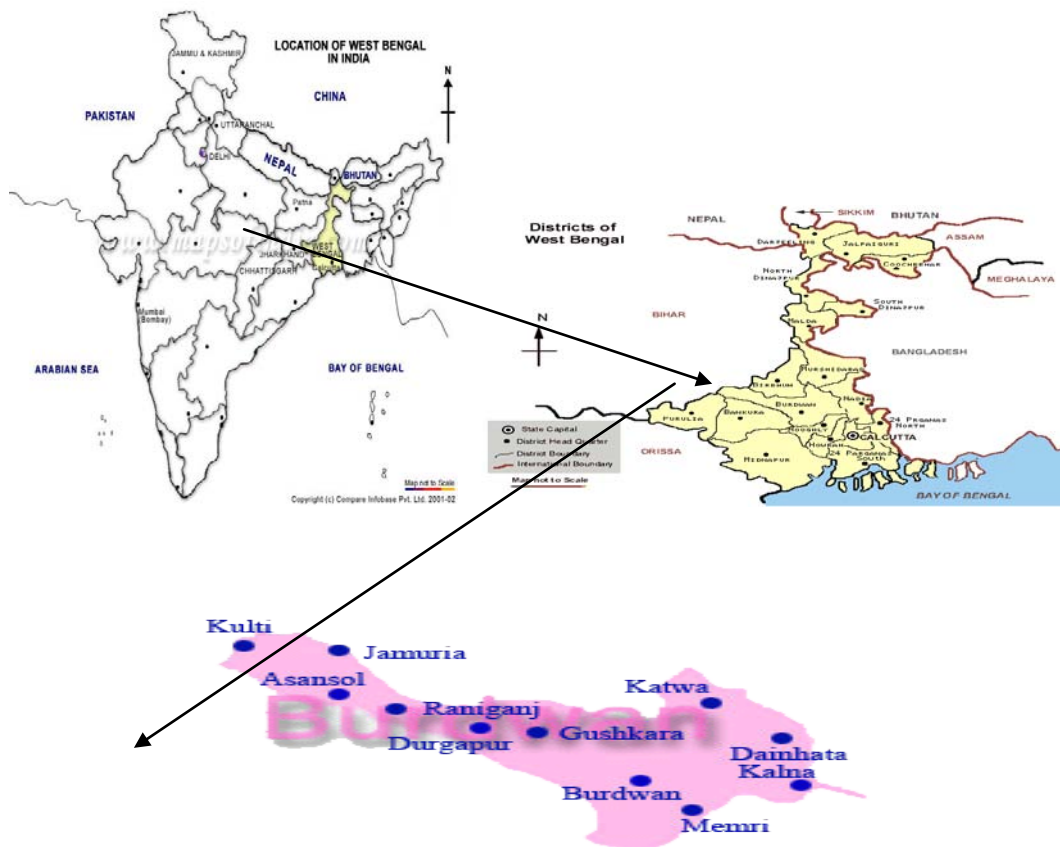 LOCATION OF WEST BENGAL
IN INDIA
N
JAMMU & KASHMIR
CHINA
PAKISTAN
UTTARANCHAL
DELHI
NEPAL
BHUTAN
Patna
JHARKHAND
WEST
CHHATTISGARH
Mumbai
(Bombay)
ARABIAN SEA
BAY OF BENGAL
Map not to Scale
Copyright (c) Compare Infobase Pvt. Ltd. 2001-02
Districts of
West Bengal
N
NEPAL
SIKKIM
BHUTAN
DARJEELING
JALPAIGURI
ASSAM
COOCHBEHAR
MEGHALAYA
NORTH
DINAJPUR
SOUTH
DINAJPUR
BIHAR
MALDA
BANGLADESH
MURSHIDABAD
BIRBHUM
BURDWAN
NADIA
PURULIA
BANKURA
HOOGHLY
24 PARGANAS
NORTH
HOWRAH
CALCUTTA
ORISSA
MIDNAPUR
24 PARGANAS
SOUTH
BAY OF BENGAL
State Capital
District Head Quarter
District Boundary
International Boundary
Map not to Scale
Burdwan
Kulti
Jamuria
Asansol
Raniganj
Durgapur
Gushkara
Katwa
Dainhata
Kalna
Burdwan
Memri